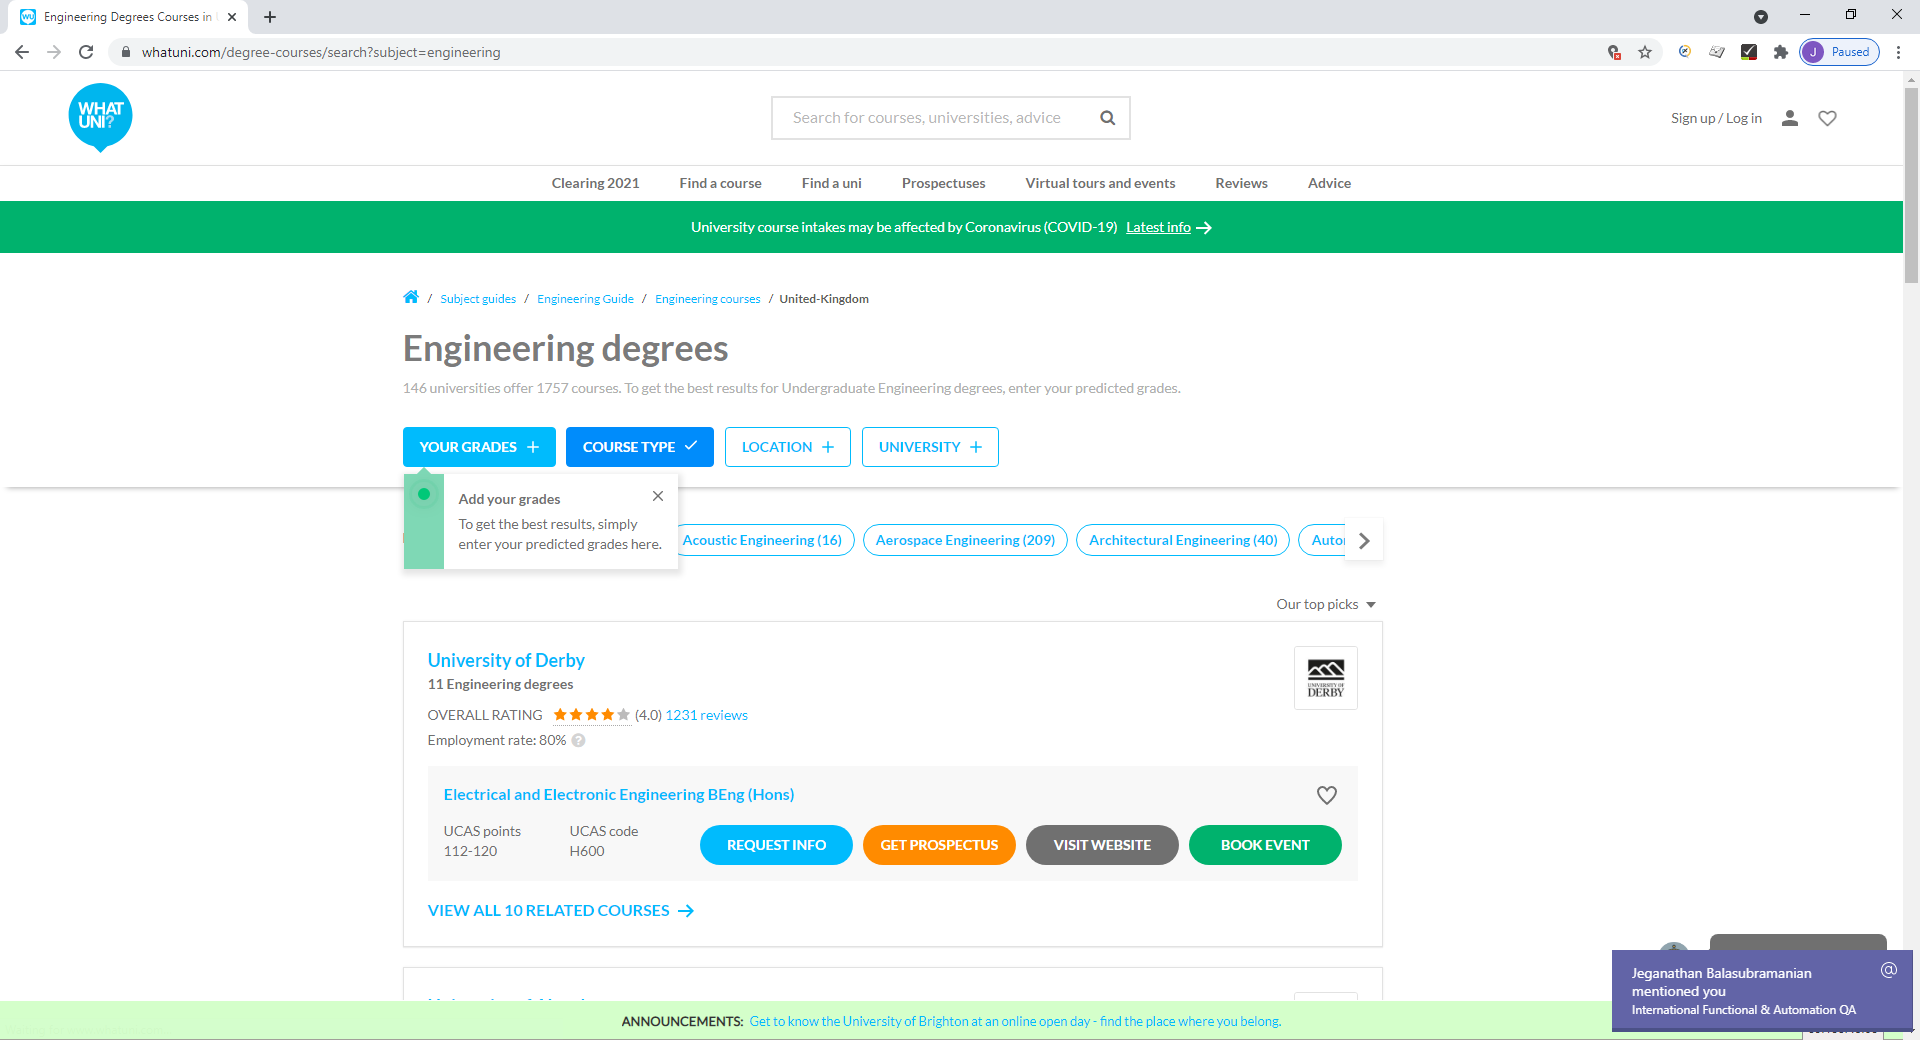 Engineering Degrees Courses in
whatuni.com/degree-courses/search?subject=engineering
J Paused
WHAT
UNI?
Search for courses, universities, advice
Sign up / Log in
Clearing 2021 Find a course Find a uni Prospectuses Virtual tours and events Reviews Advice
University course intakes may be affected by Coronavirus (COVID-19) Latest info
/ Subject guides / Engineering Guide / Engineering courses / United-Kingdom
Engineering degrees
146 universities offer 1757 courses. To get the best results for Undergraduate Engineering degrees, enter your predicted grades.
YOUR GRADES COURSE TYPE LOCATION UNIVERSITY
Add your grades
To get the best results, simply
enter your predicted grades here.
Acoustic Engineering (16) Aerospace Engineering (209) Architectural Engineering (40)
Our top picks
University of Derby
11 Engineering degrees
UNIVERSITY OF
DERBY
OVERALL RATING (4.0) 1231 reviews
Employment rate: 80% ?
Electrical and Electronic Engineering BEng (Hons)
UCAS points UCAS code
112-120 H600
REQUEST INFO GET PROSPECTUS VISIT WEBSITE BOOK EVENT
VIEW ALL 10 RELATED COURSES
Jeganathan Balasubramanian @
mentioned you
International Functional & Automation QA
ANNOUNCEMENTS: Get to know the University of Brighton at an online open day - find the place where you belong.